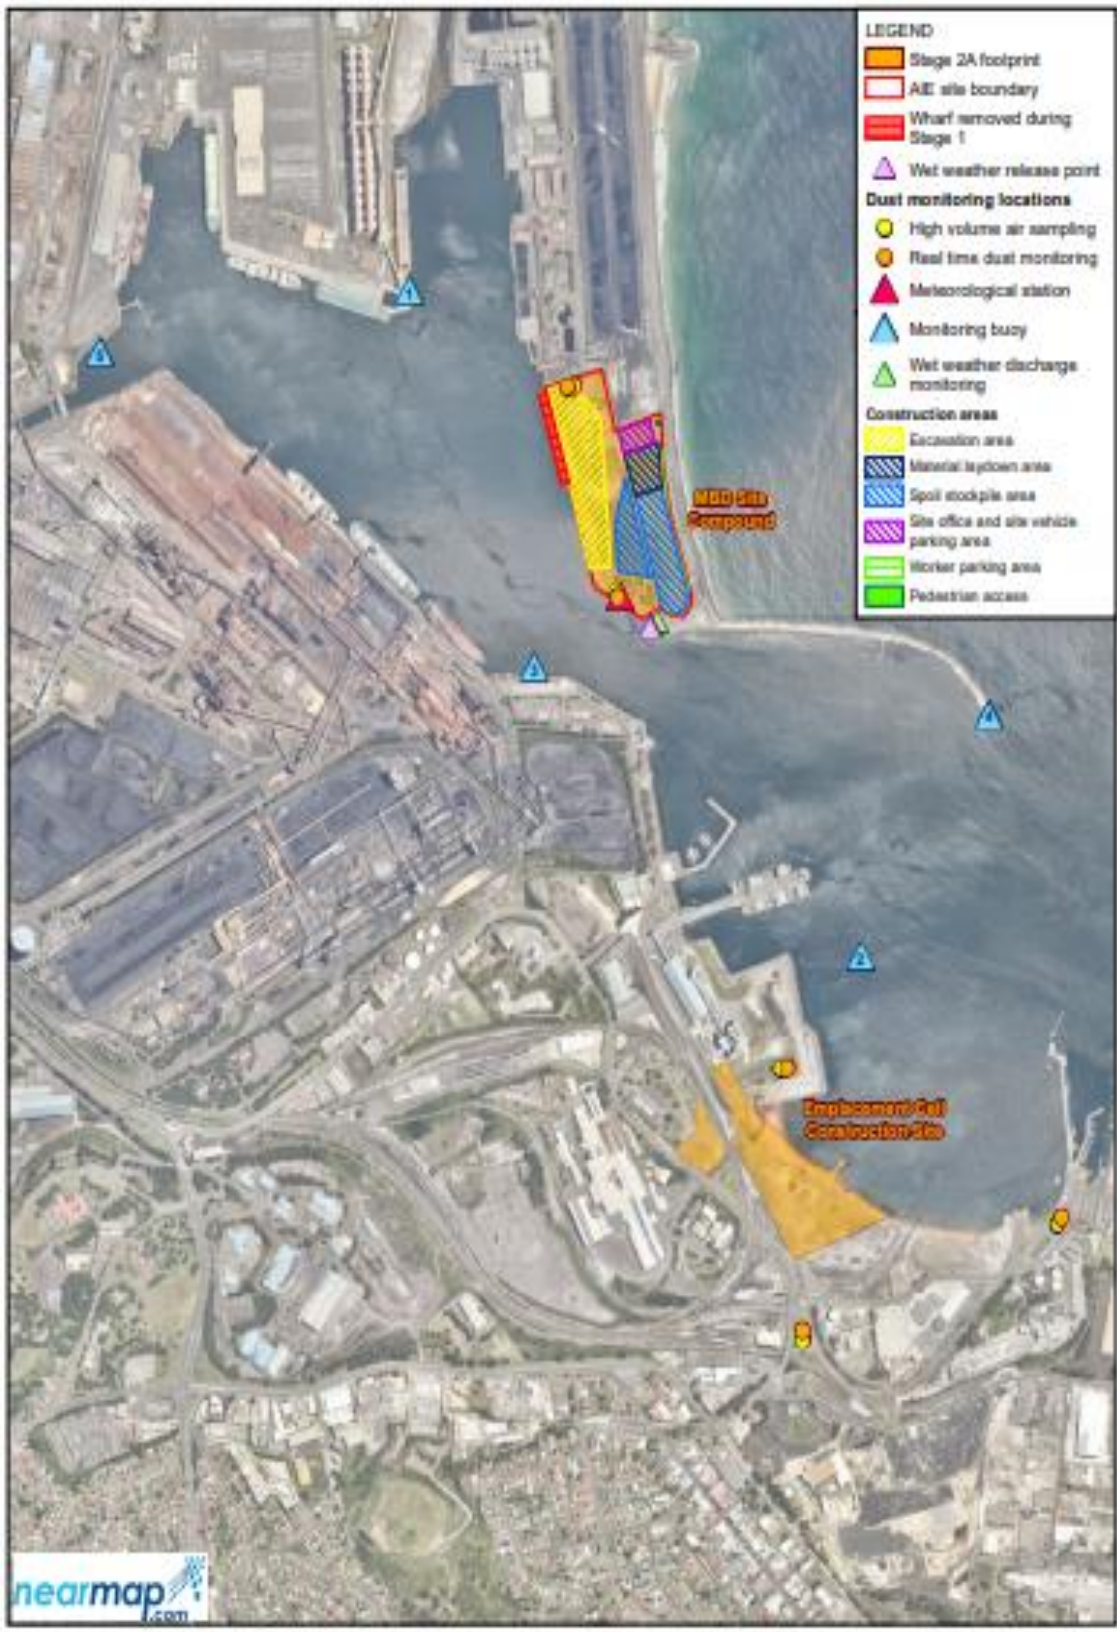 LEGEND
Stage 2A footprint
AIE site boundary
Wharf removed during
Stage 1
Wet weather release point
Dust monitoring locations
High volume air sampling
Real time dust monitoring
Meteorological station
Monitoring buoy
Wet weather discharge
monitoring
Construction areas
Excavation area
Material laydown area
Spoil stockpile area
Site office and site vehicle
parking area
Worker parking area
Pedestrian access
1
Site
Compound
3
4
2
Emplacement Cell
Construction Site
nearmap
.com